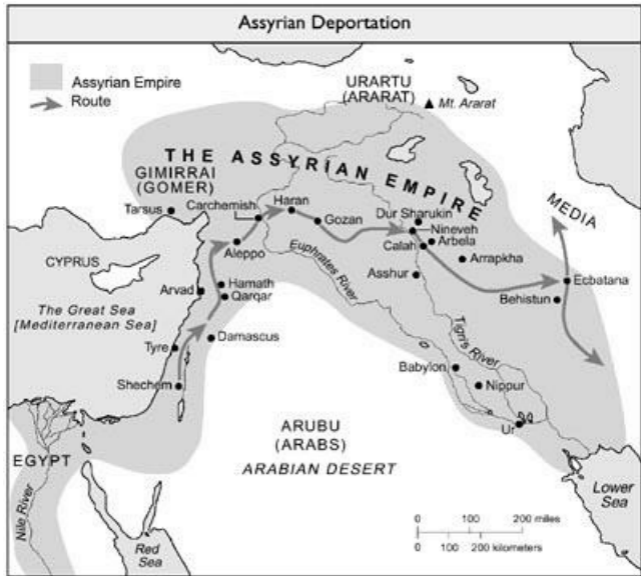 Assyrian Deportation
Assyrian Empire
Route
URARTU
(ARARAT)
Mt. Ararat
THE ASSYRIAN EMPIRE
GIMIRRAI
(GOMER)
Tarsus
Carchemish
Haran
Gozan
Dur Sharukin
Nineveh
Calah
Arbela
Arrapkha
MEDIA
Ecbatana
Behistun
Aleppo
Euphrates River
Asshur
CYPRUS
Arvad
Hamath
Qarqar
The Great Sea
[Mediterranean Sea]
Tyre
Damascus
Shechem
Tigris River
Babylon
Nippur
Ur
ARUBU
(ARABS)
ARABIAN DESERT
EGYPT
Nile River
Red
Sea
Lower
Sea
0 100 200 miles
0 100 200 kilometers